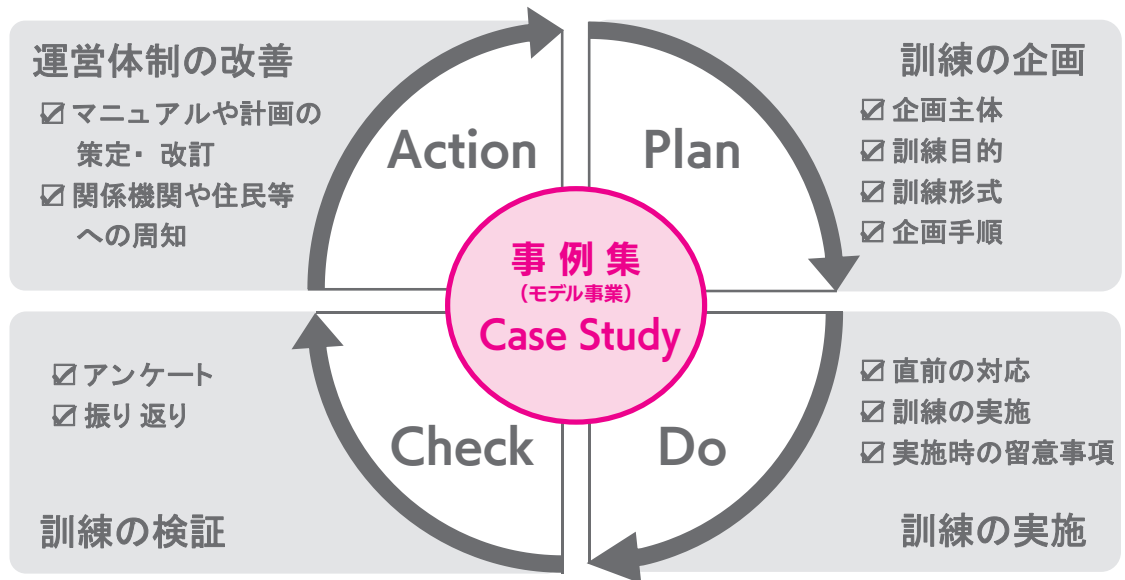 運営体制の改善
☑ マニュアルや計画の
策定・改訂
☑ 関係機関や住民等
への周知
Action
Plan
訓練の企画
☑ 企画主体
☑ 訓練目的
☑ 訓練形式
☑ 企画手順
事例集
(モデル事業)
Case Study
☑ アンケート
☑ 振り返り
訓練の検証
Check
Do
☑ 直前の対応
☑ 訓練の実施
☑ 実施時の留意事項
訓練の実施